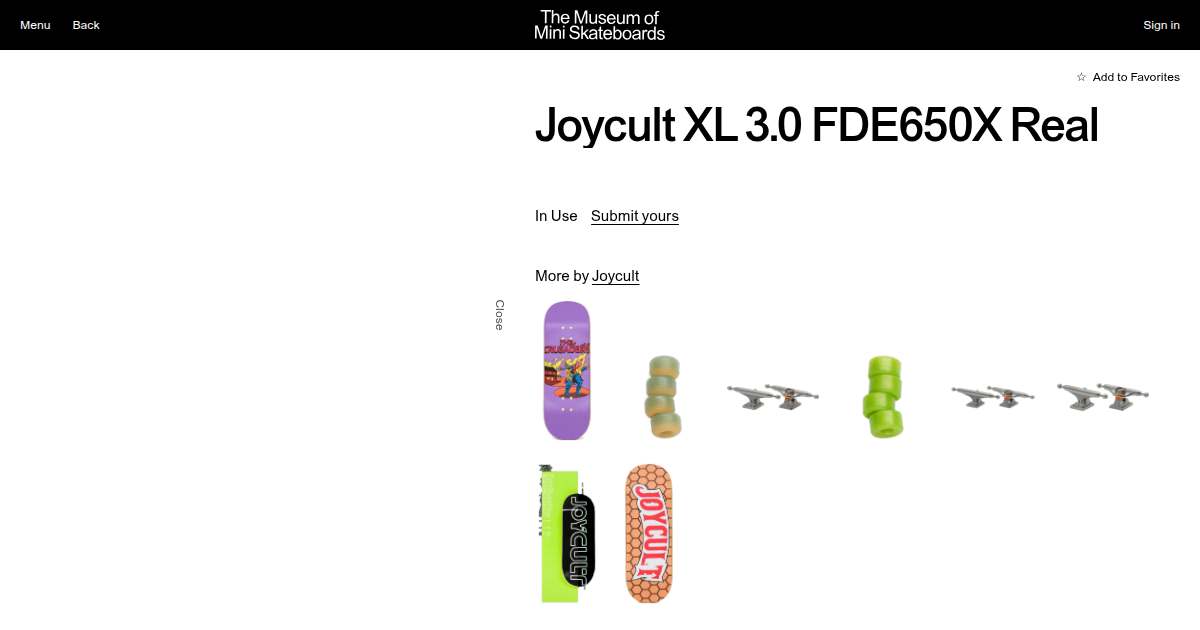 Menu
Back
The Museum of
Mini Skateboards
Sign in
☆ Add to Favorites
Joycult XL 3.0 FDE650X Real
In Use
Submit yours
More by Joycult
Close
JOYCULT
JOYCULT